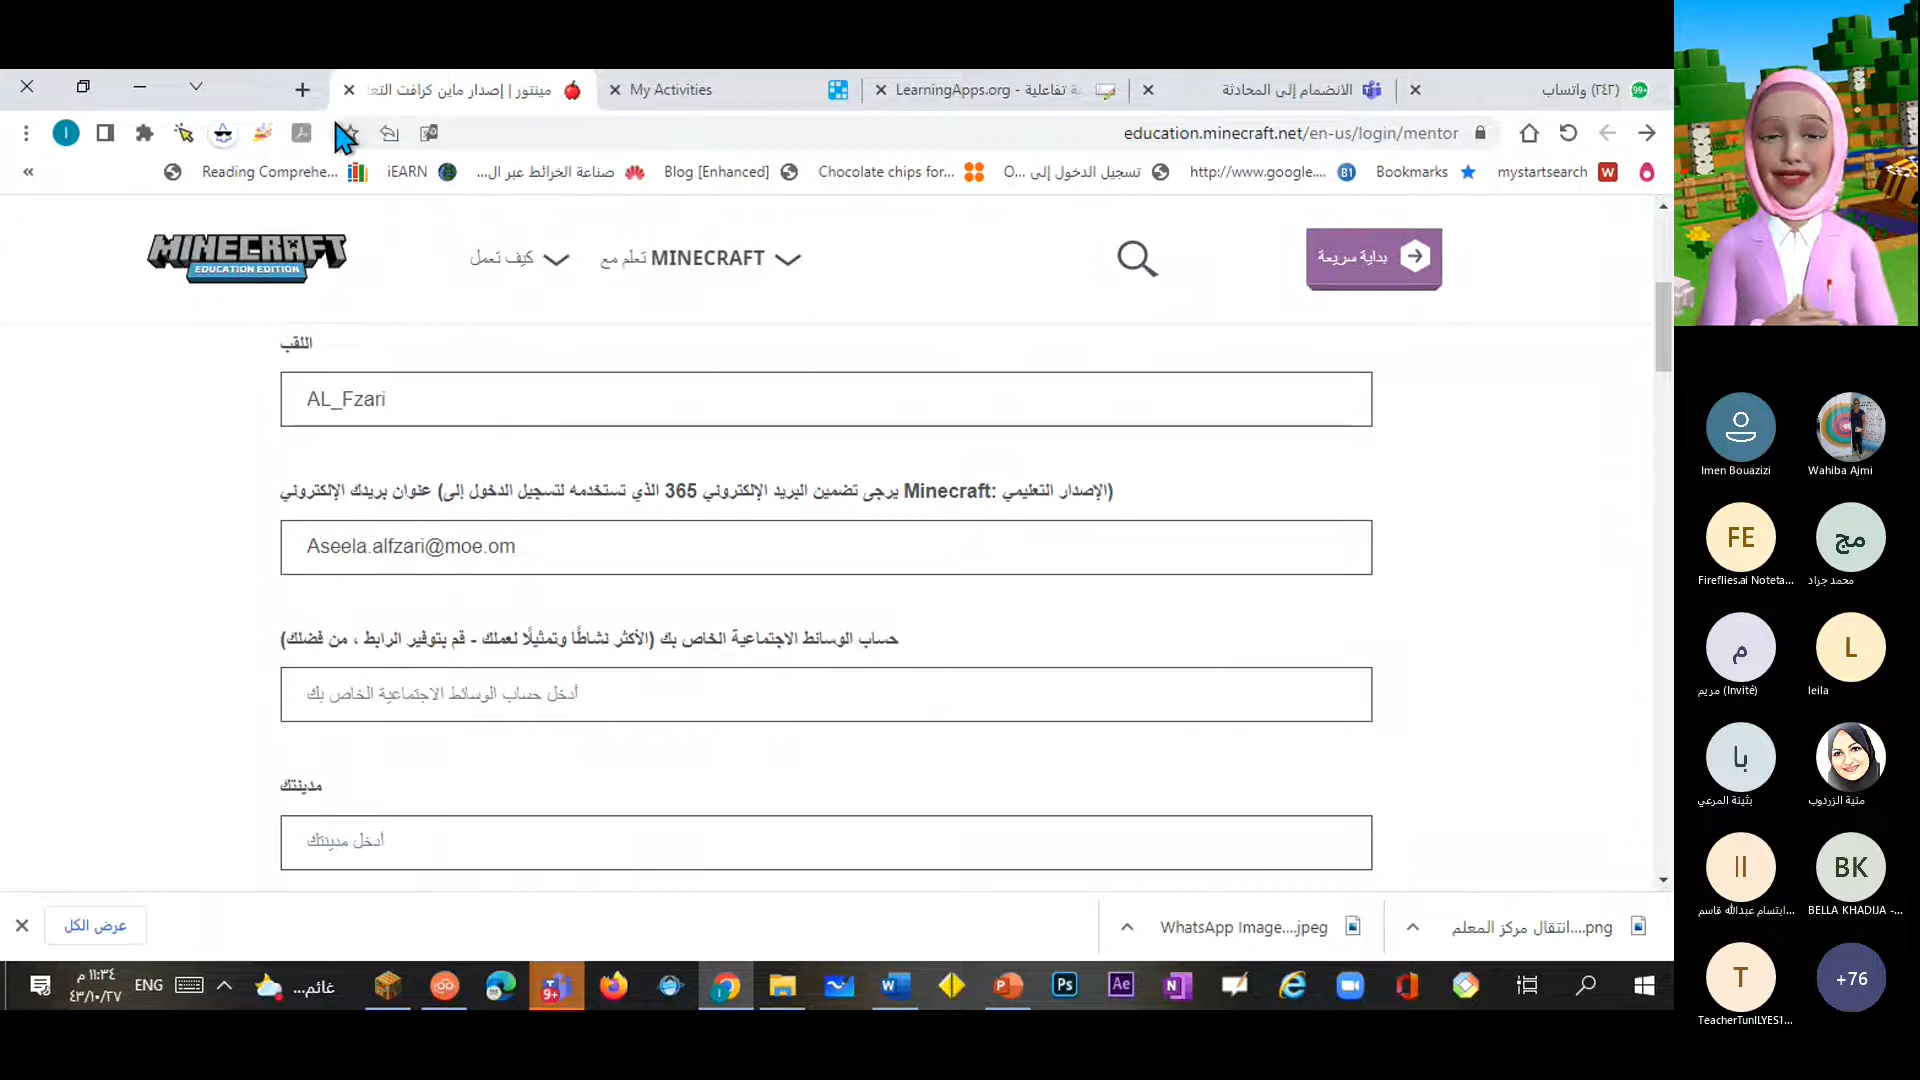 مينتور | إصدار ماين كرافت التعا
My Activities
LearningApps.org - تفاعلية
الانضمام إلى المحادثة
(٢٤٢) واتساب
99+
education.minecraft.net/en-us/login/mentor
Reading Comprehe...
iEARN
صناعة الخرائط عبر ال...
Blog [Enhanced]
Chocolate chips for...
تسجيل الدخول إلى O...
http://www.google....
Bookmarks
mystartsearch
MINECRAFT
EDUCATION EDITION
كيف تعمل
تعلم مع MINECRAFT
بداية سريعة
اللقب
AL_Fzari
عنوان بريدك الإلكتروني (يرجى تضمين البريد الإلكتروني 365 الذي تستخدمه لتسجيل الدخول إلى Minecraft: الإصدار التعليمي)
Aseela.alfzari@moe.om
حساب الوسائط الاجتماعية الخاص بك (الأكثر نشاطًا وتمثيلًا لعملك - قم بتوفير الرابط ، من فضلك)
أدخل حساب الوسائط الاجتماعية الخاص بك
مدينتك
أدخل مدينتك
عرض الكل
WhatsApp Image....jpeg
انتقال مركز المعلم....png
١١:٣٤ م
٤٣/١٠/٢٧
ENG
غائم...
9+
Imen Bouazizi
Wahiba Ajmi
FE
Fireflies.ai Noteta...
مج
محمد جراد
م
مريم (Invité)
L
leila
با
بثينة المرعي
منية الزردوب
اا
ابتسام عبدالله قاسم...
BK
BELLA KHADIJA -...
T
TeacherTunILYES1...
+76